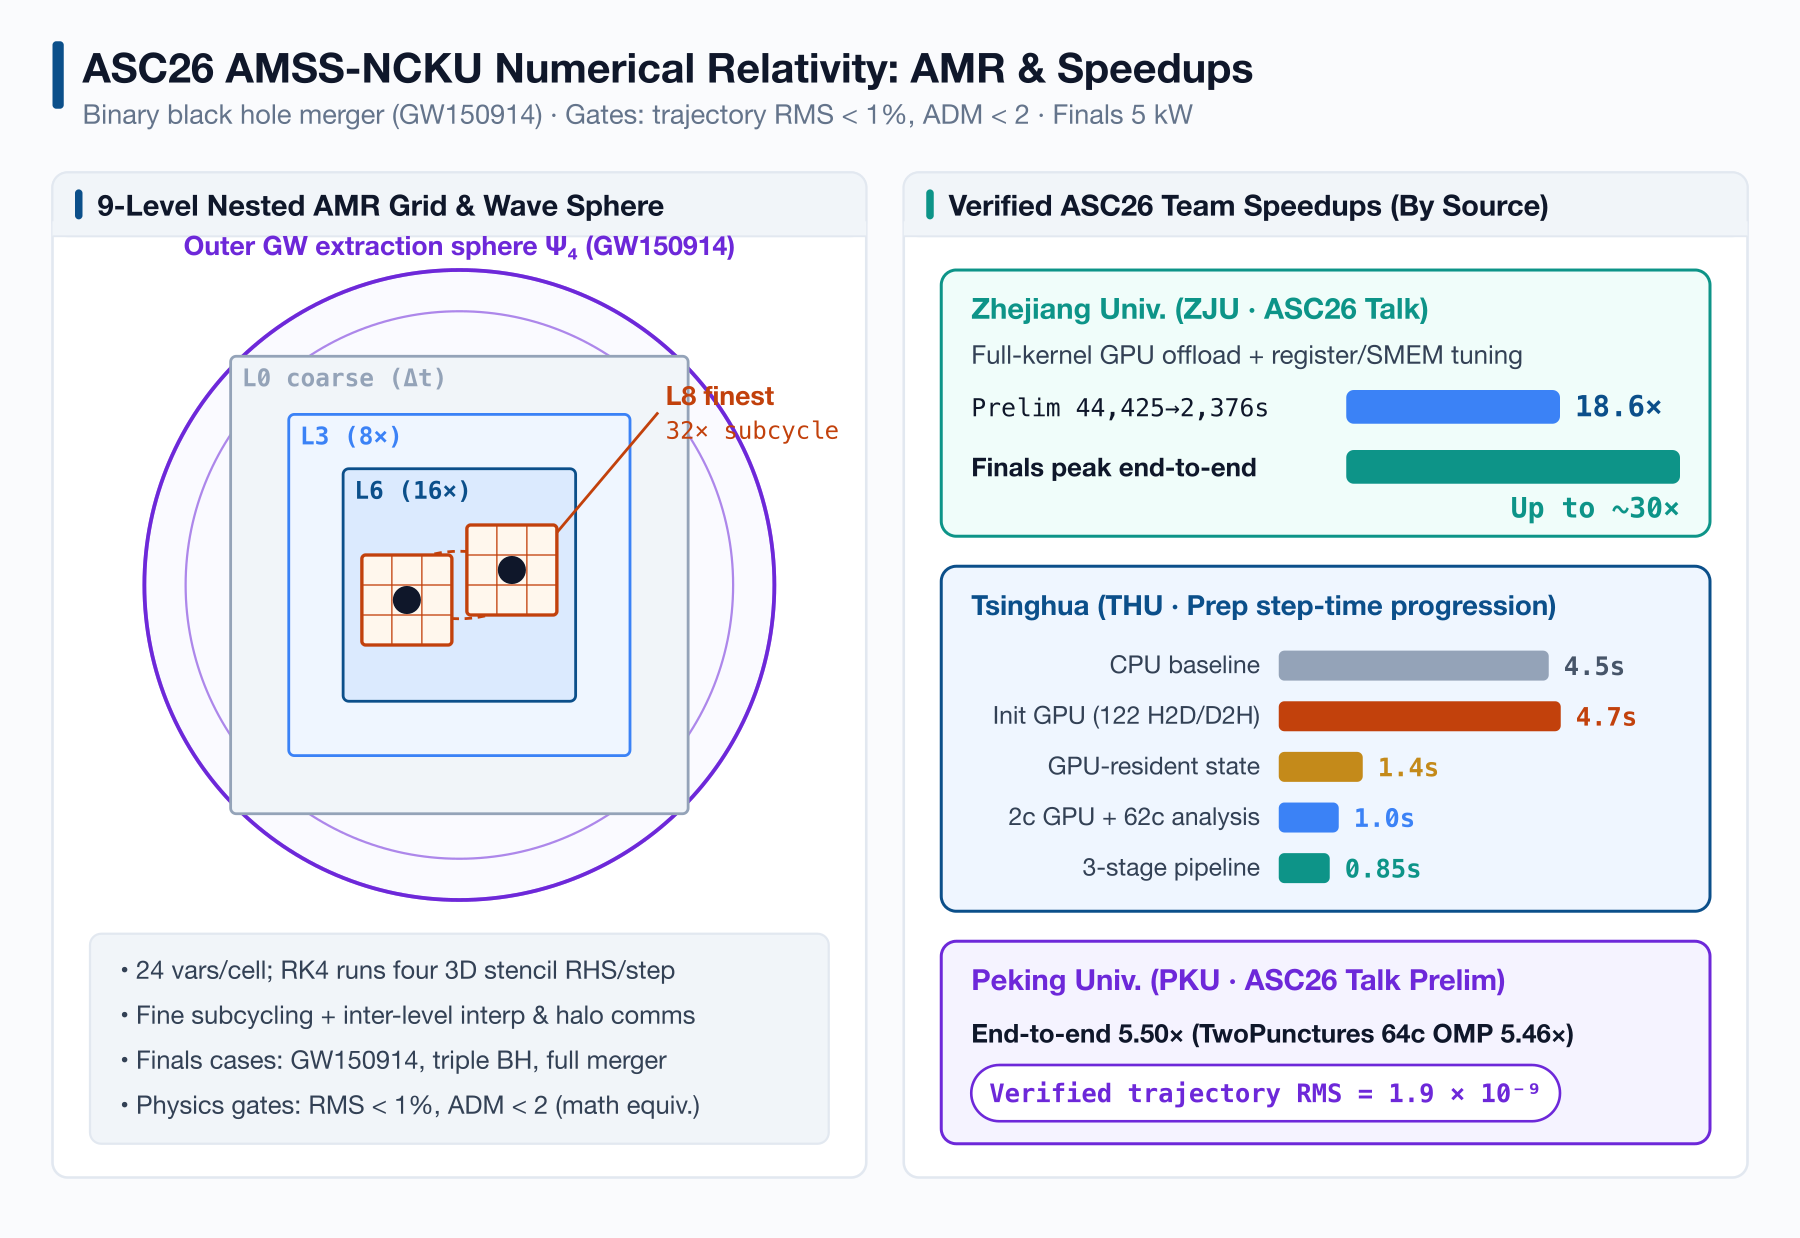 ASC26 AMSS-NCKU Numerical Relativity: AMR & Speedups
Binary black hole merger (GW150914) · Gates: trajectory RMS < 1%, ADM < 2 · Finals 5 kW
9-Level Nested AMR Grid & Wave Sphere
Outer GW extraction sphere Ψ₄ (GW150914)
L0 coarse (Δt)
L8 finest
32× subcycle
L3 (8×)
L6 (16×)
• 24 vars/cell; RK4 runs four 3D stencil RHS/step
• Fine subcycling + inter-level interp & halo comms
• Finals cases: GW150914, triple BH, full merger
• Physics gates: RMS < 1%, ADM < 2 (math equiv.)
Verified ASC26 Team Speedups (By Source)
Zhejiang Univ. (ZJU · ASC26 Talk)
Full-kernel GPU offload + register/SMEM tuning
Prelim 44,425→2,376s 18.6×
Finals peak end-to-end
Up to ~30×
Tsinghua (THU · Prep step-time progression)
CPU baseline 4.5s
Init GPU (122 H2D/D2H) 4.7s
GPU-resident state 1.4s
2c GPU + 62c analysis 1.0s
3-stage pipeline 0.85s
Peking Univ. (PKU · ASC26 Talk Prelim)
End-to-end 5.50× (TwoPunctures 64c OMP 5.46×)
Verified trajectory RMS = 1.9 × 10⁻⁹